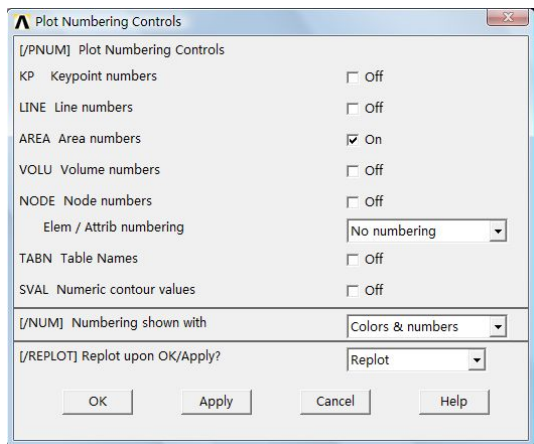 Plot Numbering Controls
[/PNUM] Plot Numbering Controls
KP Keypoint numbers Off
LINE Line numbers Off
AREA Area numbers On
VOLU Volume numbers Off
NODE Node numbers Off
Elem / Attrib numbering No numbering
TABN Table Names Off
SVAL Numeric contour values Off
[/NUM] Numbering shown with Colors & numbers
[/REPLOT] Replot upon OK/Apply? Replot
OK Apply Cancel Help